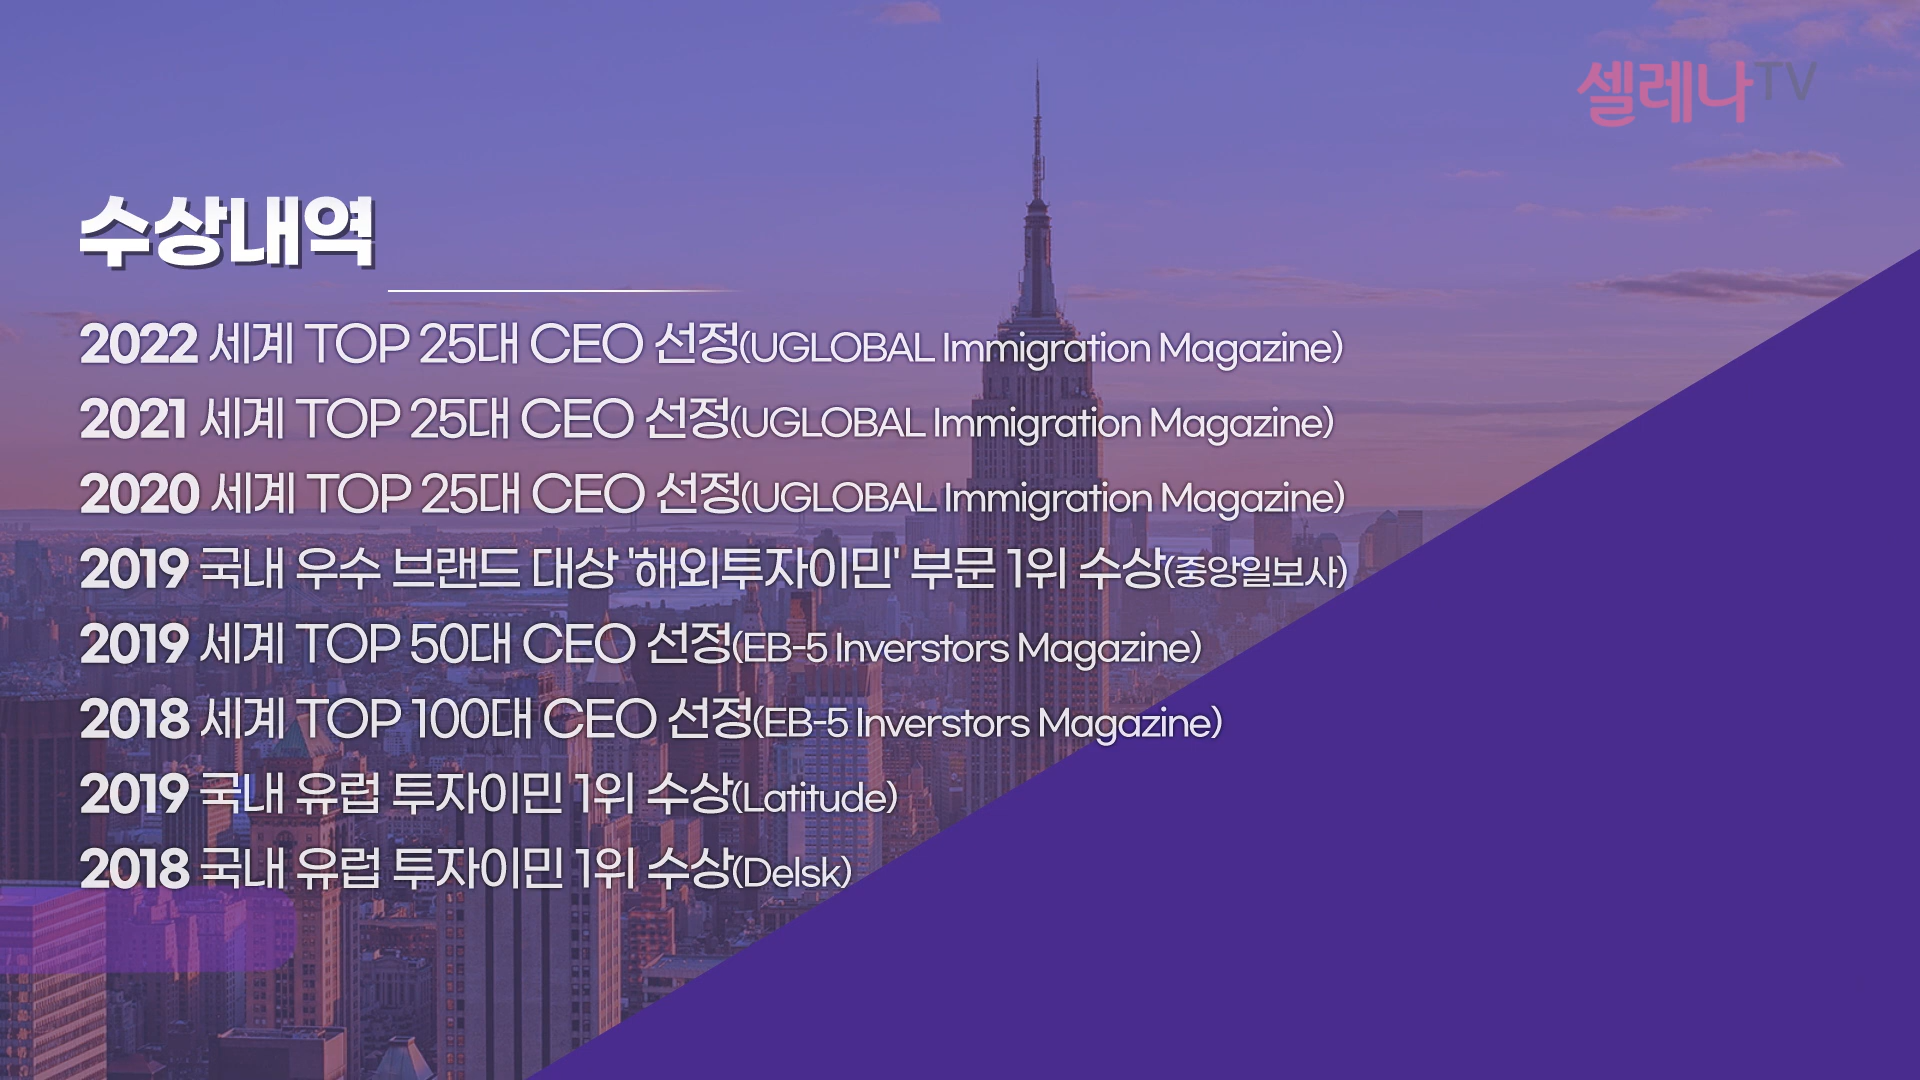 셀레나TV
수상내역
2022 세계 TOP 25대 CEO 선정(UGLOBAL Immigration Magazine)
2021 세계 TOP 25대 CEO 선정(UGLOBAL Immigration Magazine)
2020 세계 TOP 25대 CEO 선정(UGLOBAL Immigration Magazine)
2019 국내 우수 브랜드 대상 '해외투자이민' 부문 1위 수상(중앙일보사)
2019 세계 TOP 50대 CEO 선정(EB-5 Inverstors Magazine)
2018 세계 TOP 100대 CEO 선정(EB-5 Inverstors Magazine)
2019 국내 유럽 투자이민 1위 수상(Latitude)
2018 국내 유럽 투자이민 1위 수상(Delsk)